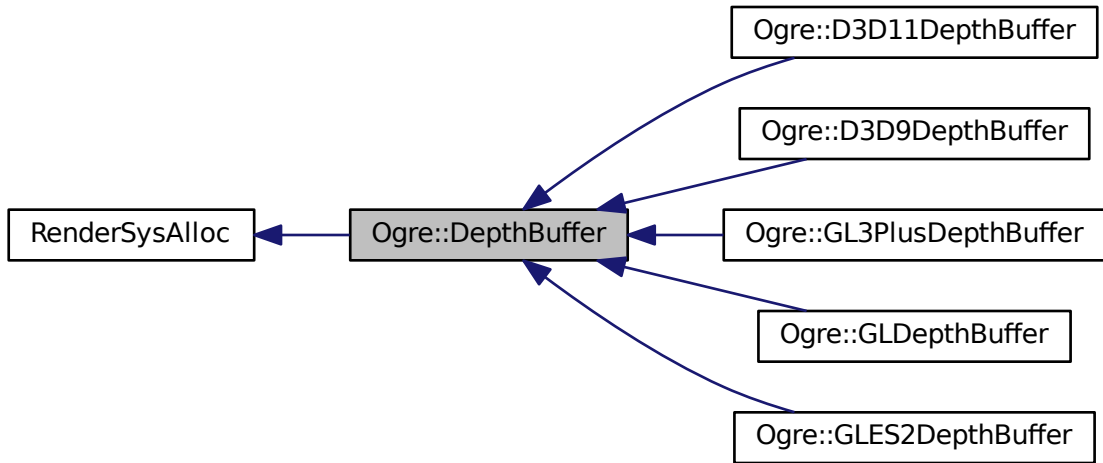 RenderSysAlloc
Ogre::DepthBuffer
Ogre::D3D11DepthBuffer
Ogre::D3D9DepthBuffer
Ogre::GL3PlusDepthBuffer
Ogre::GLDepthBuffer
Ogre::GLES2DepthBuffer